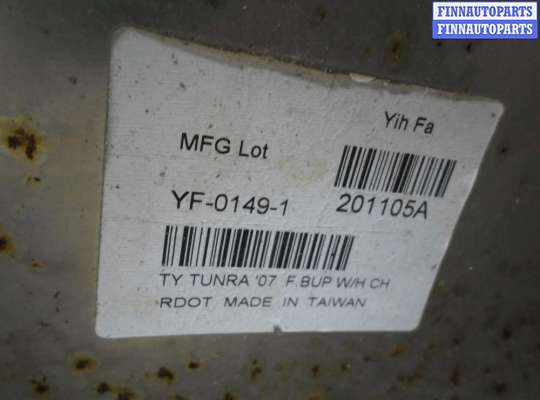 FINNAUTOPARTS
FINNAUTOPARTS
Yih Fa
MFG Lot
YF-0149-1
201105A
TY TUNRA '07 F.BUP W/H CH
RDOT MADE IN TAIWAN